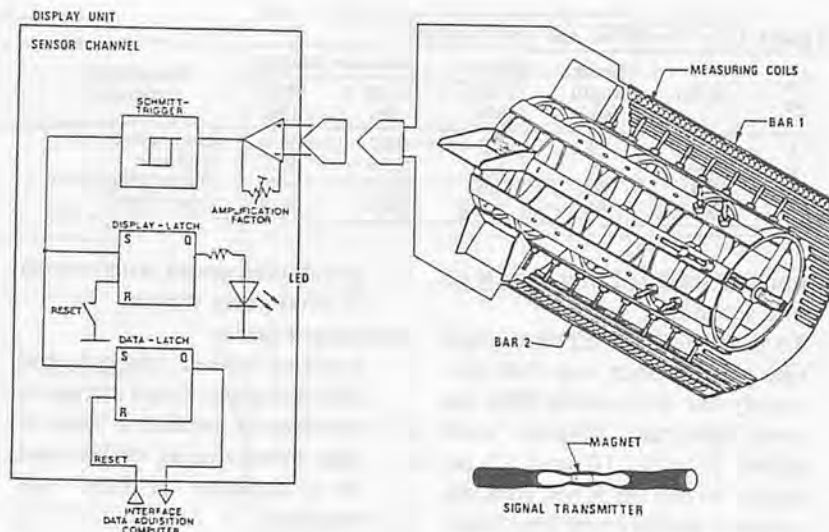 DISPLAY UNIT
SENSOR CHANNEL
SCHMITT-
TRIGGER
AMPLIFICATION
FACTOR
DISPLAY-LATCH
S
Q
R
RESET
LED
DATA-LATCH
S
Q
R
RESET
INTERFACE
DATA AQUISITION
COMPUTER
MEASURING COILS
BAR 1
BAR 2
MAGNET
SIGNAL TRANSMITTER